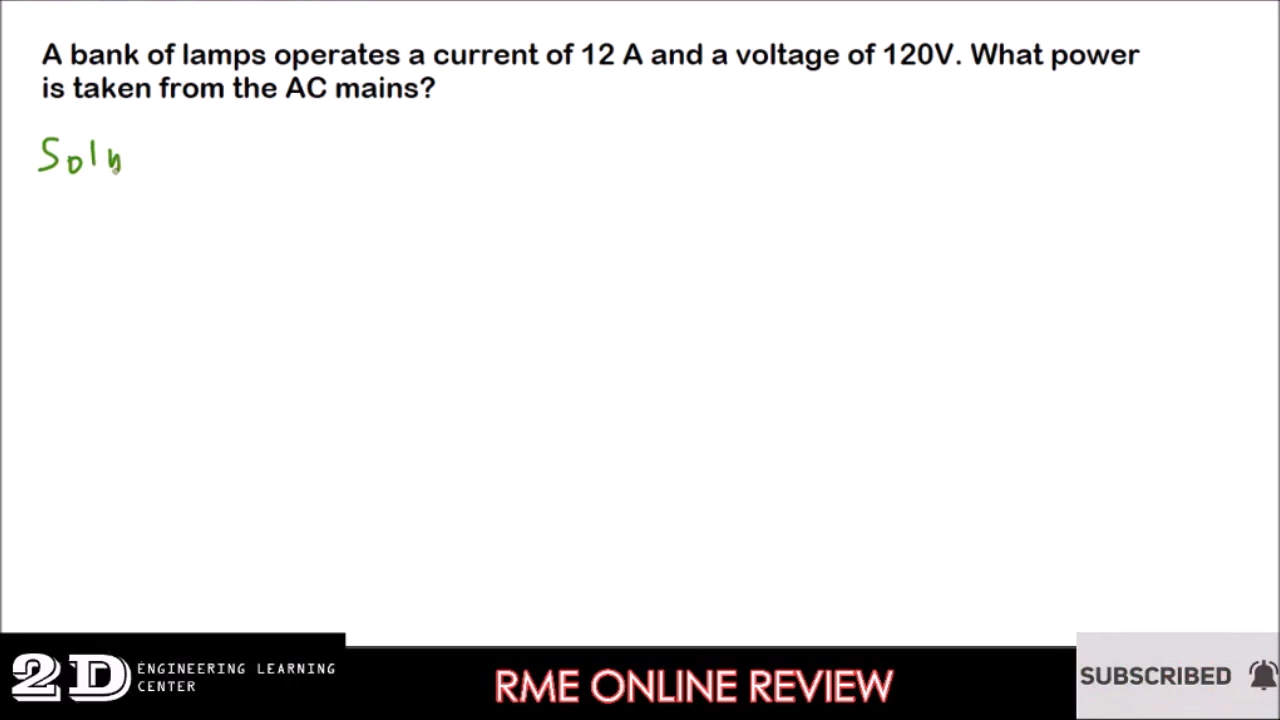 A bank of lamps operates a current of 12 A and a voltage of 120V. What power
is taken from the AC mains?
Soln
2D ENGINEERING LEARNING
CENTER
RME ONLINE REVIEW
SUBSCRIBED